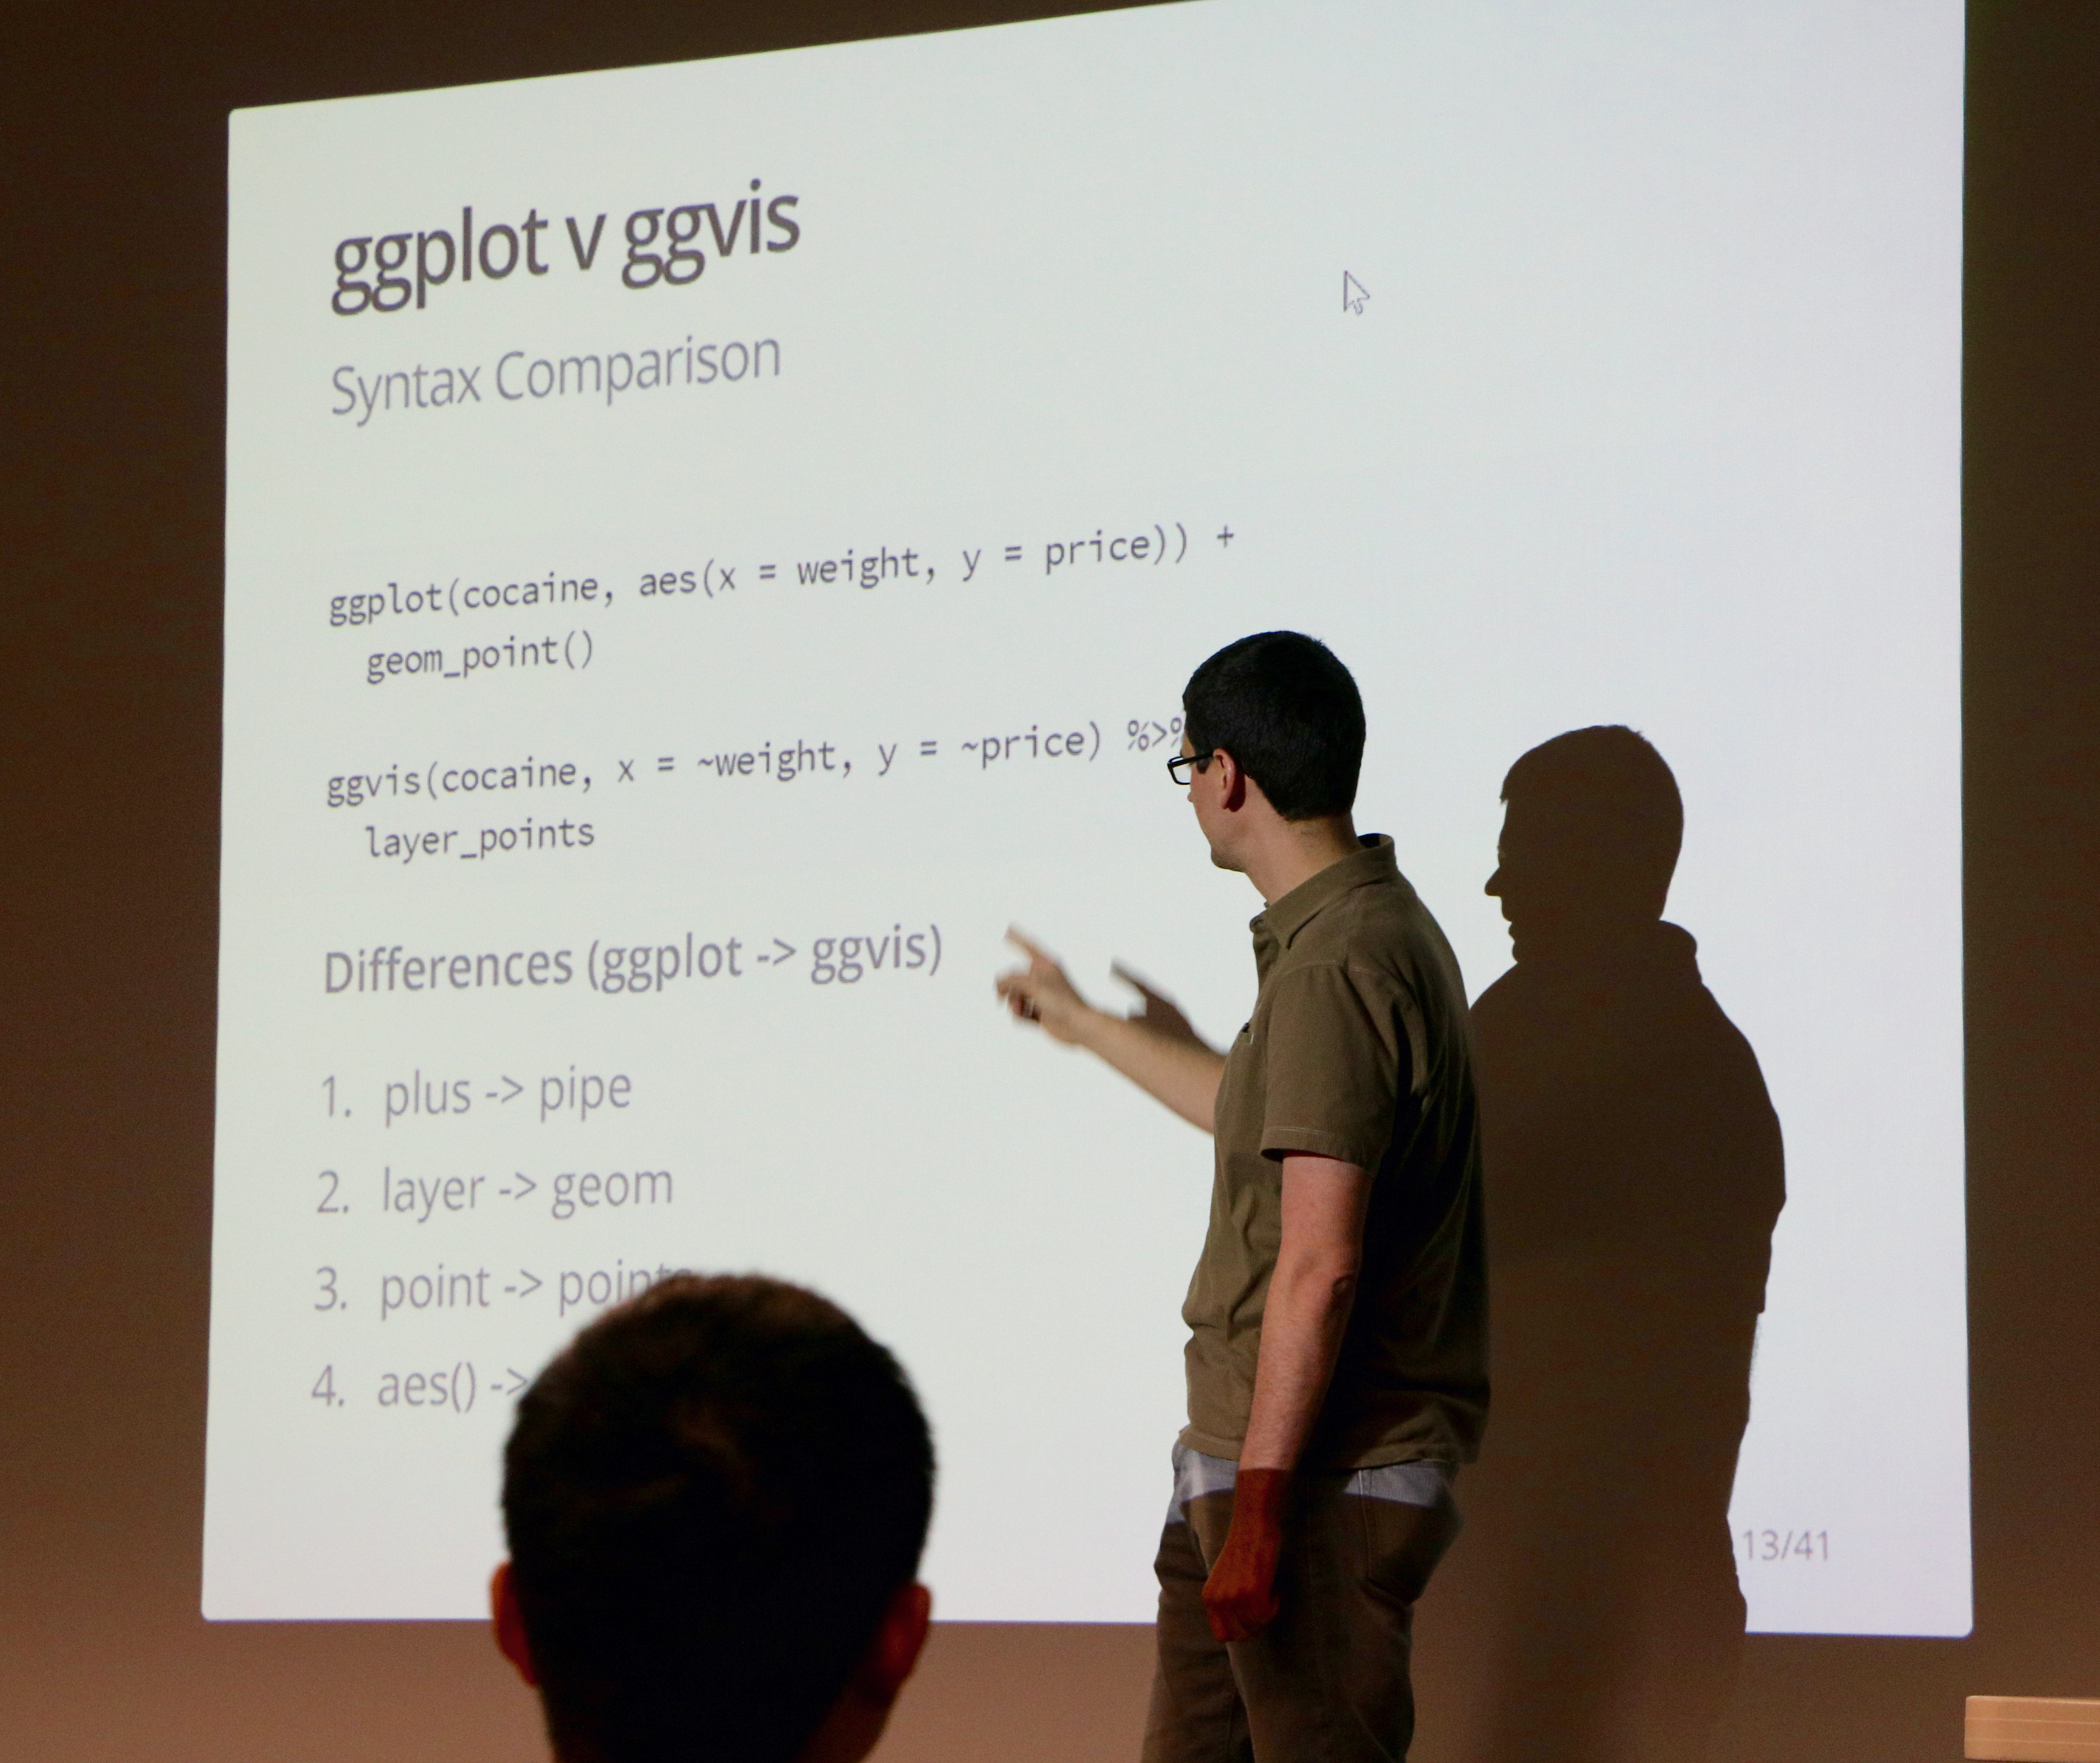 ggplot v ggvis
Syntax Comparison
ggplot(cocaine, aes(x = weight, y = price)) +
geom_point()
ggvis(cocaine, x = ~weight, y = ~price) %>%
layer_points
Differences (ggplot -> ggvis)
1. plus -> pipe
2. layer -> geom
3. point -> points
4. aes() ->
13/41